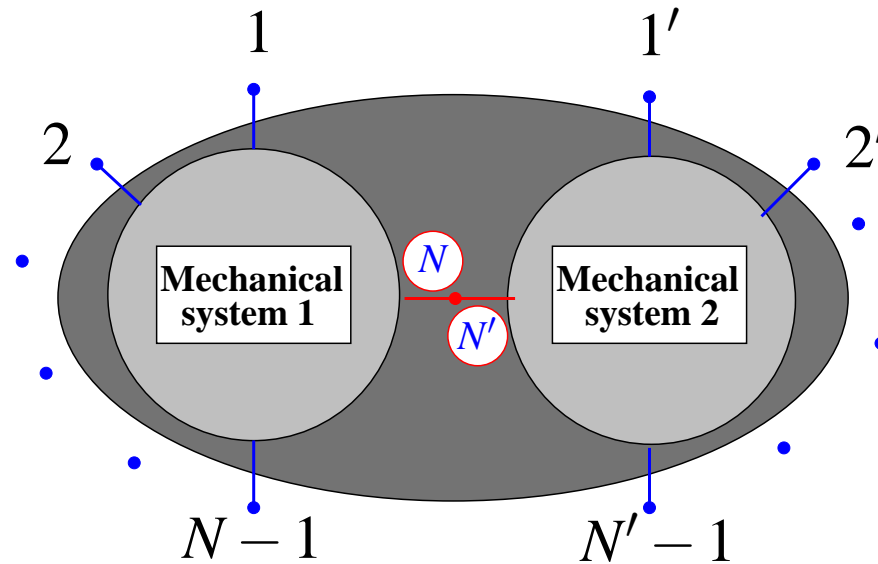 1
1′
2
2′
N
Mechanical
system 1
Mechanical
system 2
N′
N − 1
N′ − 1